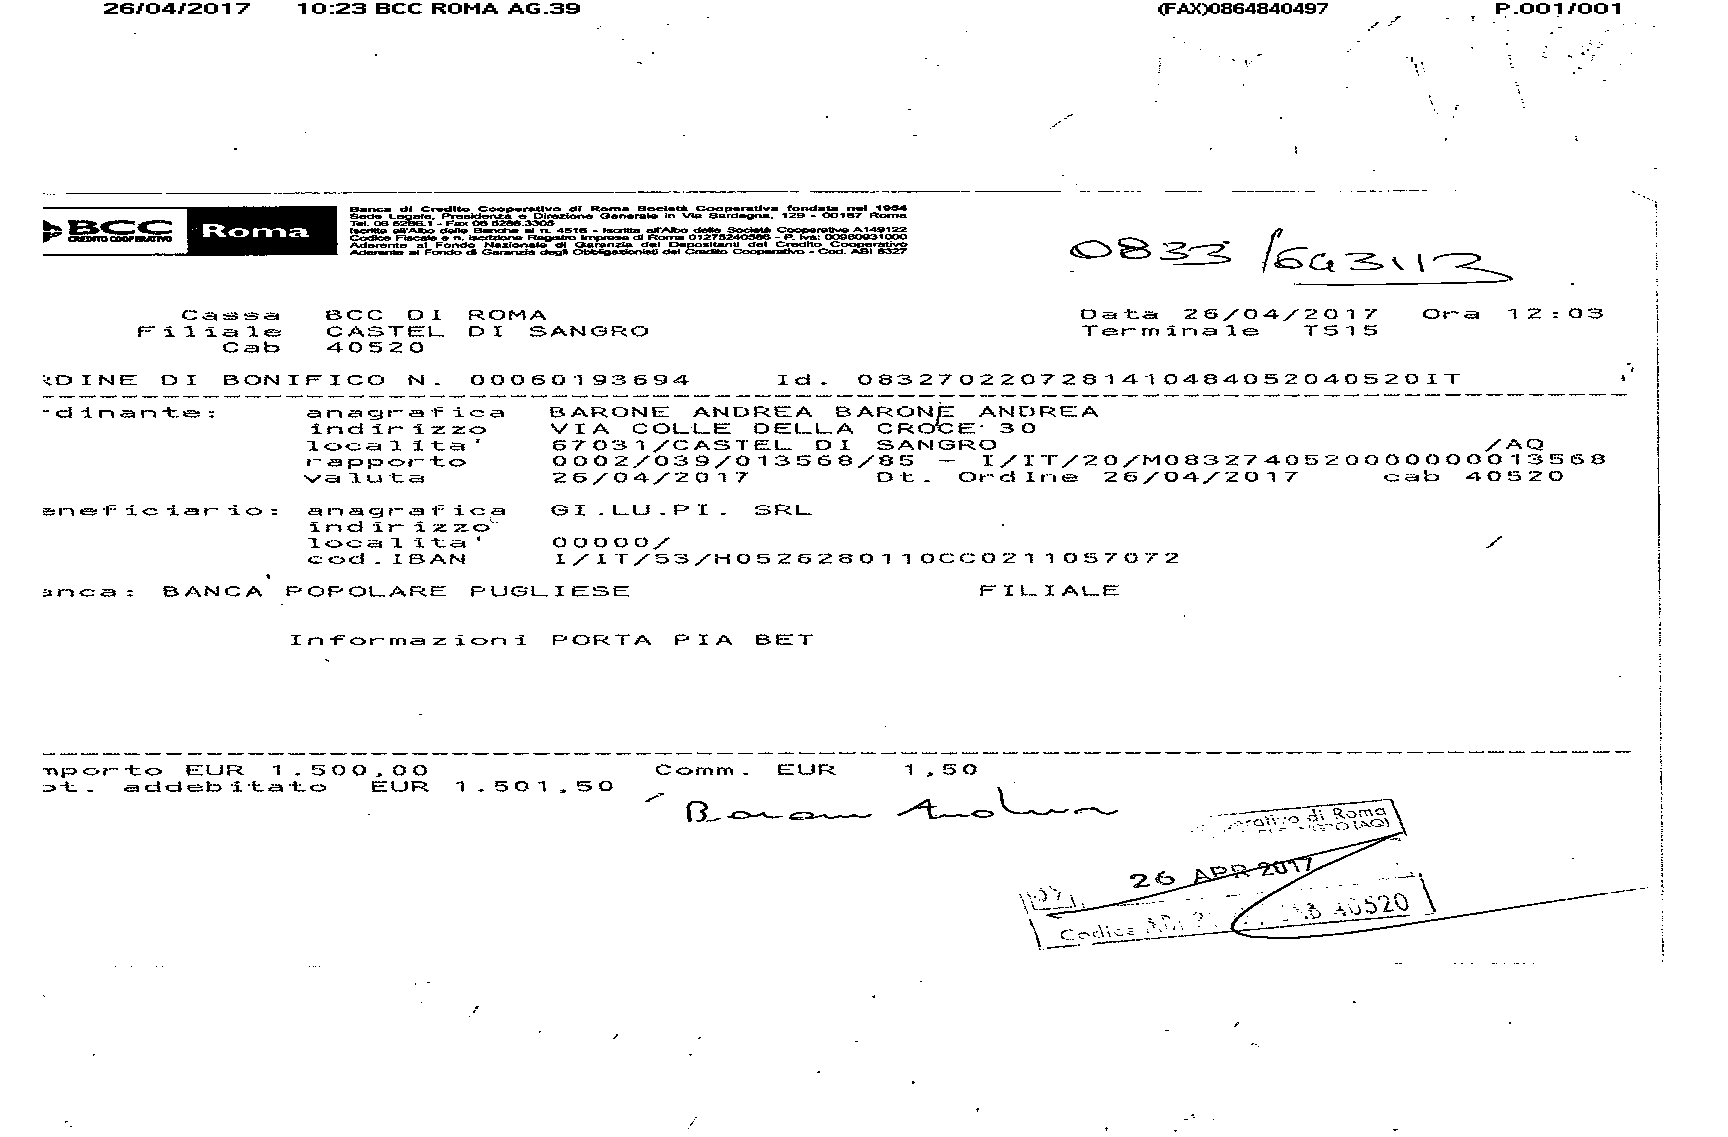 26/04/2017 10:23 BCC ROMA AG.39 (FAX)0864840497 P.001/001
BCC Roma
CREDITO COOPERATIVO
Banca di Credito Cooperativo di Roma Società Cooperativa fondata nel 1954
Sede Legale, Presidenza e Direzione Generale in Via Sardegna, 129 - 00187 Roma
Tel. 06 5286.1 - Fax 06 5286.3305
Iscritta all'Albo delle Banche al n. 4516 - Iscritta all'Albo delle Società Cooperative A149122
Codice Fiscale e n. iscrizione Registro Imprese di Roma 01275240586 - P. Iva: 00980931000
Aderente al Fondo Nazionale di Garanzia dei Depositanti del Credito Cooperativo
Aderente al Fondo di Garanzia degli Obbligazionisti del Credito Cooperativo - Cod. ABI 8327
0833
Cassa BCC DI ROMA Data 26/04/2017 Ora 12:03
Filiale CASTEL DI SANGRO Terminale T515
Cab 40520
RDINE DI BONIFICO N. 00060193694 Id. 0832702207281410484052040520IT
rdinante: anagrafica BARONE ANDREA BARONE ANDREA
indirizzo VIA COLLE DELLA CROCE 30
localita' 67031/CASTEL DI SANGRO /AQ
rapporto 0002/039/013568/85 - I/IT/20/M0832740520000000013568
valuta 26/04/2017 Dt. Ordine 26/04/2017 cab 40520
eneficiario: anagrafica GI.LU.PI. SRL
indirizzo
localita' 00000/ /
cod.IBAN I/IT/53/H0526280110CC0211057072
anca: BANCA POPOLARE PUGLIESE FILIALE
Informazioni PORTA PIA BET
mporto EUR 1.500,00 Comm. EUR 1,50
ot. addebitato EUR 1.501,50
Barone Andrea
erativo di Roma
(AQ)
26 APR 2017
Codice 40520